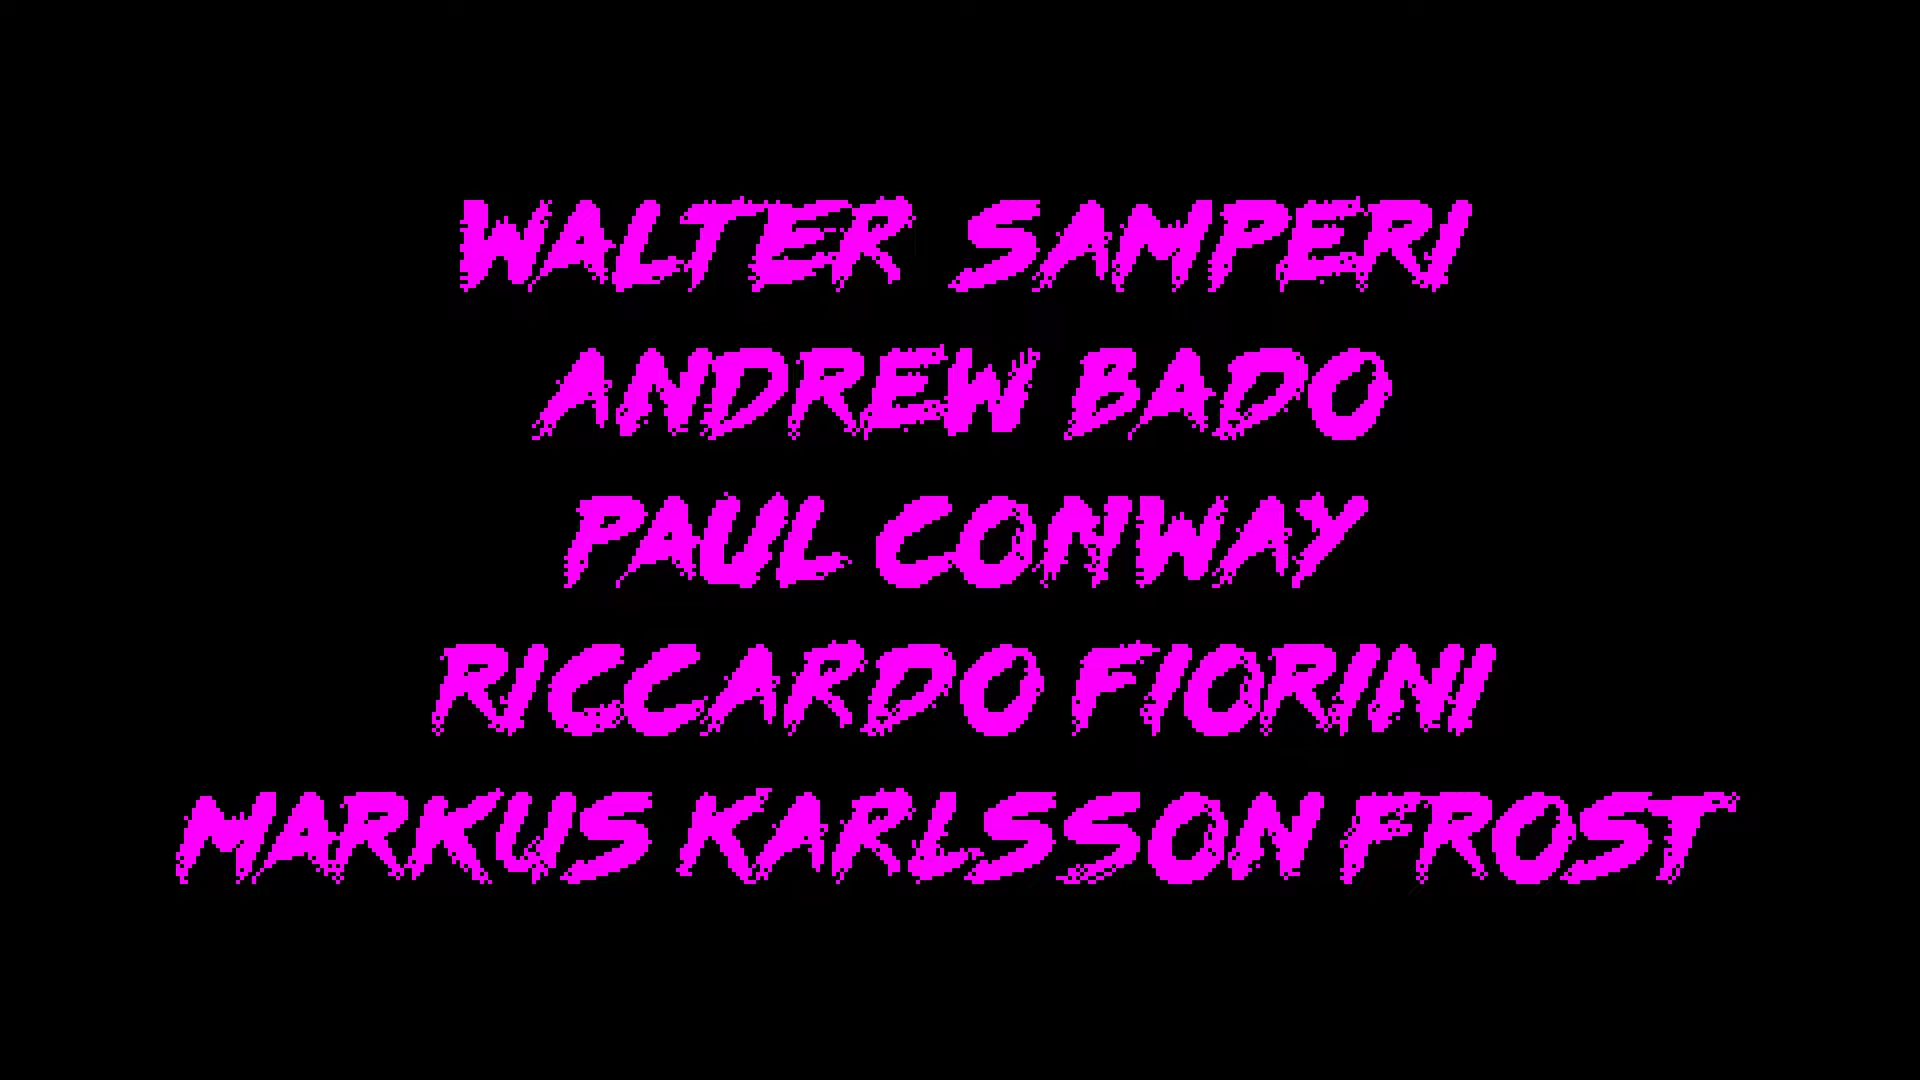 WALTER SAMPERI
ANDREW BADO
PAUL CONWAY
RICCARDO FIORINI
MARKUS KARLSSON FROST